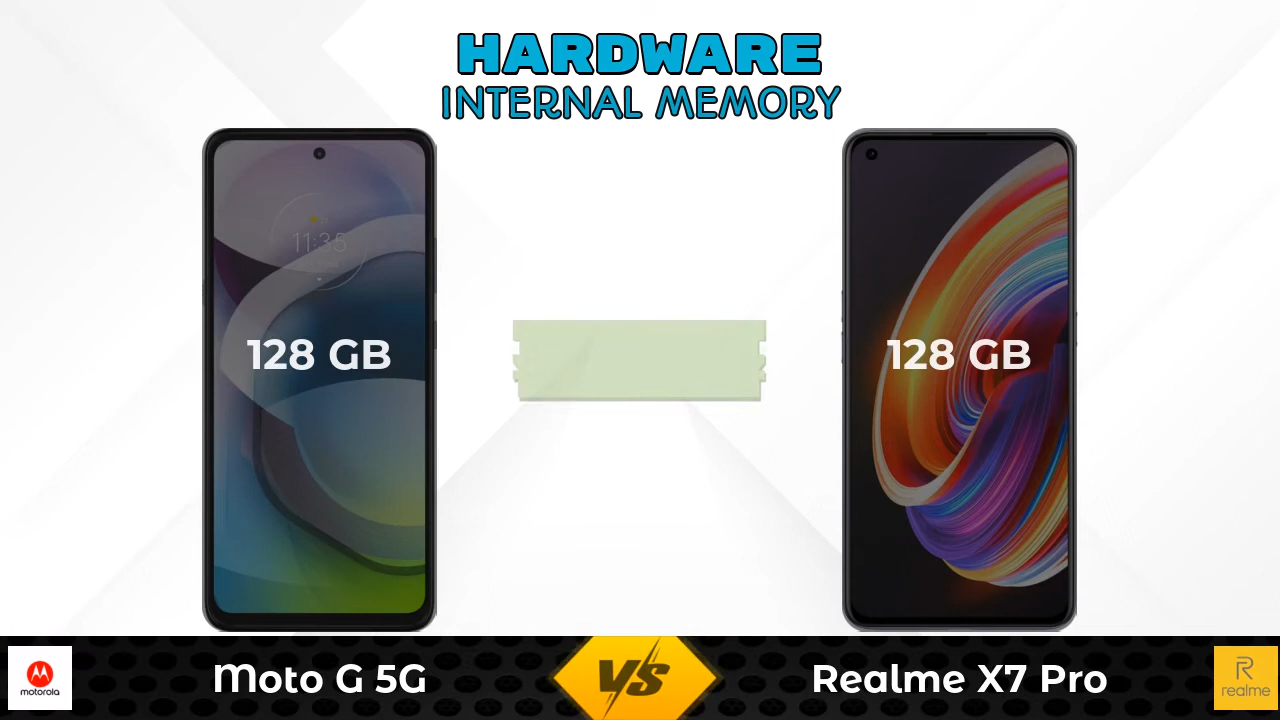 HARDWARE
INTERNAL MEMORY
11:35
128 GB
128 GB
motorola
Moto G 5G
VS
Realme X7 Pro
realme